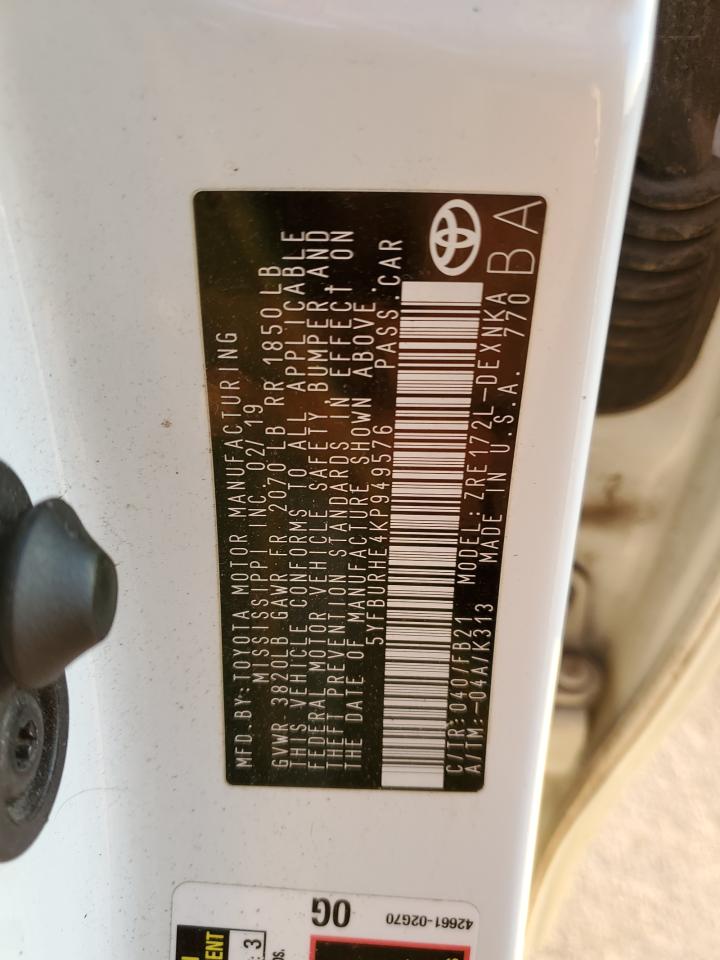 MFD.BY:TOYOTA MOTOR MANUFACTURING
MISSISSIPPI INC. 02/19
GVWR 3820LB GAWR FR 2070LB RR 1850LB
THIS VEHICLE CONFORMS TO ALL APPLICABLE
FEDERAL MOTOR VEHICLE SAFETY BUMPER AND
THEFT PREVENTION STANDARDS IN EFFECT ON
THE DATE OF MANUFACTURE SHOWN ABOVE.
5YFBURHE4KP949576 PASS.CAR
C/TR:040/FB21 MODEL:ZRE172L-DEXNKA
A/TM:-04A/K313 MADE IN U.S.A. 770 BA
0G
42661-02G70
3